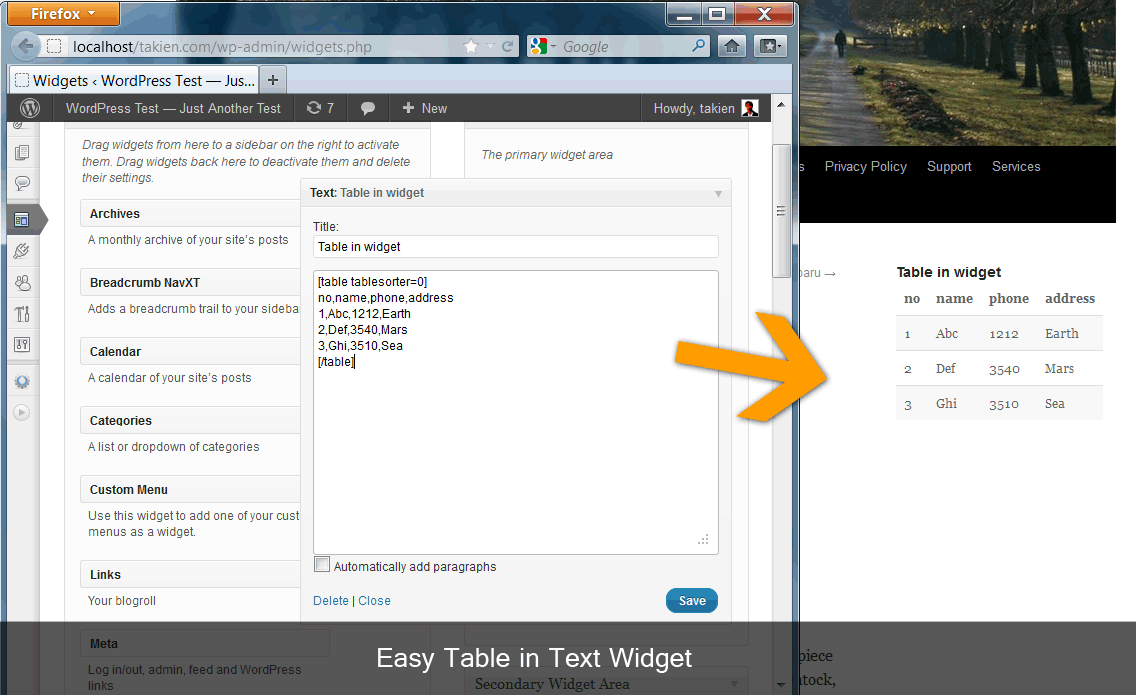 Firefox
localhost/takien.com/wp-admin/widgets.php
Google
Widgets ‹ WordPress Test — Jus...
WordPress Test — Just Another Test
7
New
Howdy, takien
Drag widgets from here to a sidebar on the right to activate
them. Drag widgets back here to deactivate them and delete
their settings.
The primary widget area
Archives
A monthly archive of your site's posts
Breadcrumb NavXT
Adds a breadcrumb trail to your sideba
Calendar
A calendar of your site's posts
Categories
A list or dropdown of categories
Custom Menu
Use this widget to add one of your cust
menus as a widget.
Links
Your blogroll
Meta
Log in/out, admin, feed and WordPress
links
Text: Table in widget
Title:
Table in widget
[table tablesorter=0]
no,name,phone,address
1,Abc,1212,Earth
2,Def,3540,Mars
3,Ghi,3510,Sea
[/table]
Automatically add paragraphs
Delete | Close
Save
Secondary Widget Area
s Privacy Policy Support Services
baru →
Table in widget
no name phone address
1 Abc 1212 Earth
2 Def 3540 Mars
3 Ghi 3510 Sea
piece
tock,
Easy Table in Text Widget